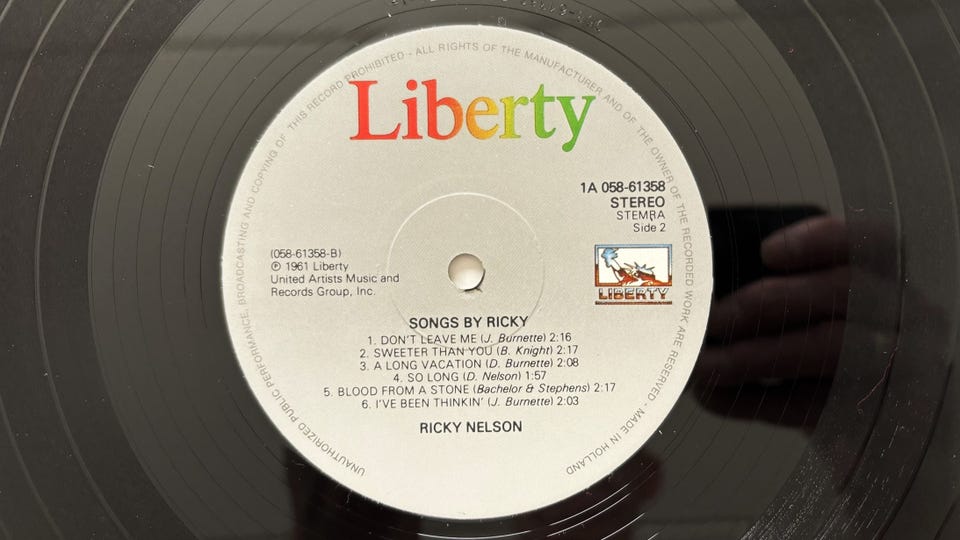 UNAUTHORIZED PUBLIC PERFORMANCE, BROADCASTING AND COPYING OF THIS RECORD PROHIBITED - ALL RIGHTS OF THE MANUFACTURER AND OF THE OWNER OF THE RECORDED WORK ARE RESERVED - MADE IN HOLLAND
Liberty
1A 058-61358
STEREO
STEMRA
Side 2
(058-61358-B)
℗ 1961 Liberty
United Artists Music and
Records Group, Inc.
LIBERTY
SONGS BY RICKY
1. DON'T LEAVE ME (J. Burnette) 2:16
2. SWEETER THAN YOU (B. Knight) 2:17
3. A LONG VACATION (D. Burnette) 2:08
4. SO LONG (D. Nelson) 1:57
5. BLOOD FROM A STONE (Bachelor & Stephens) 2:17
6. I'VE BEEN THINKIN' (J. Burnette) 2:03
RICKY NELSON